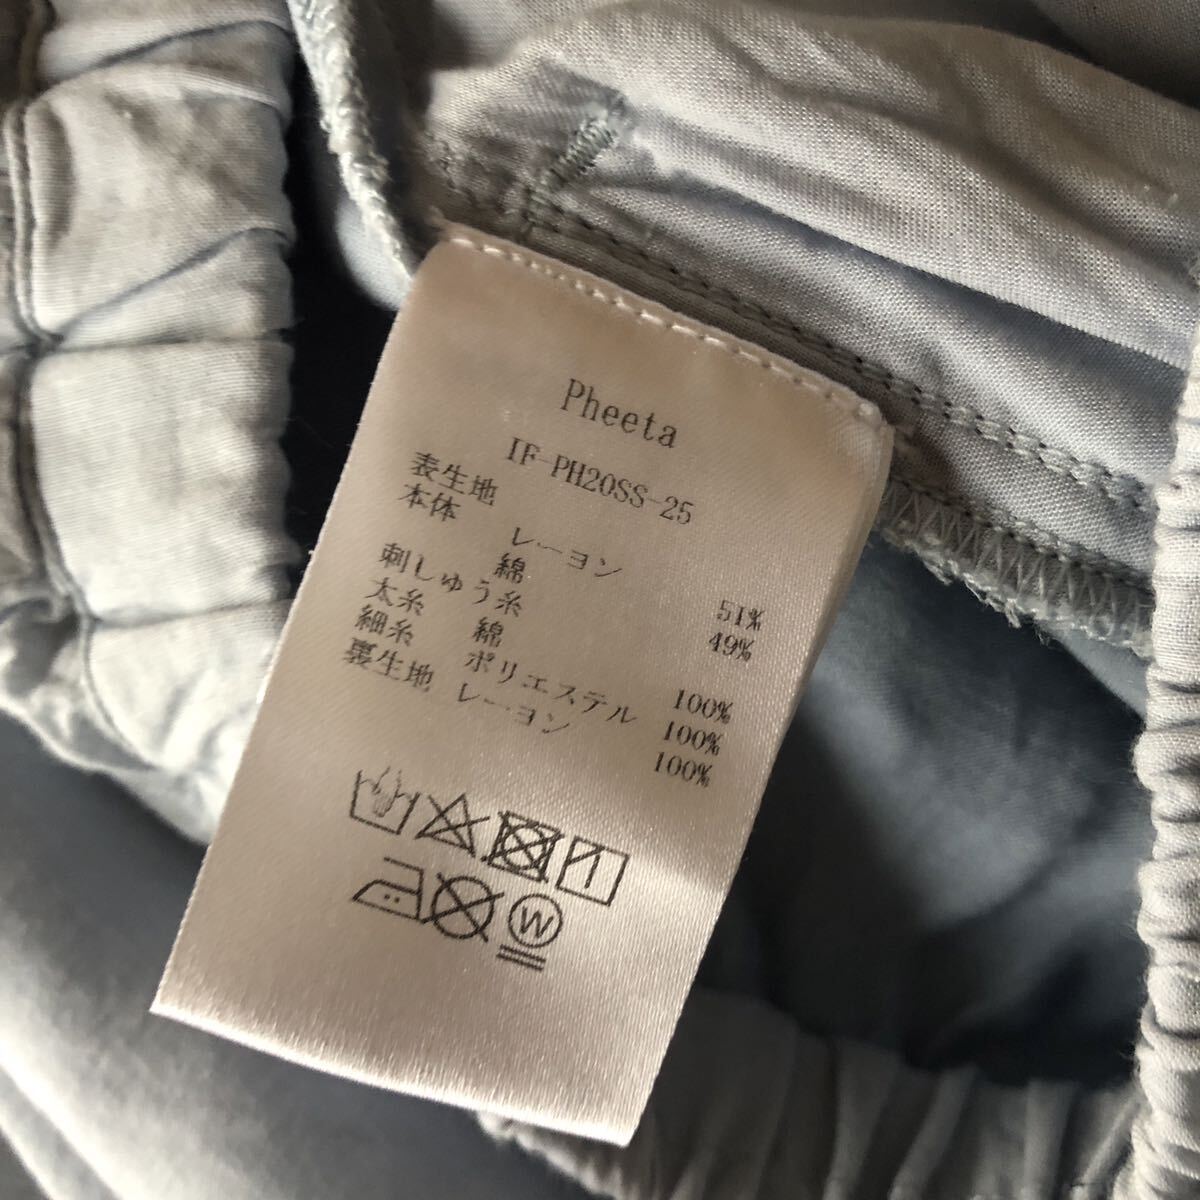 Pheeta
IF-PH20SS-25
表生地
本体 レーヨン 51%
綿 49%
刺しゅう糸
太糸 綿 100%
細糸 ポリエステル 100%
裏生地 レーヨン 100%
W